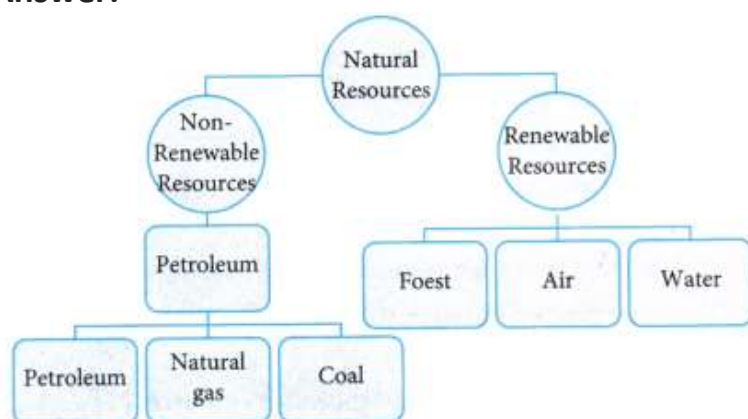 Natural
Resources
Non-
Renewable
Resources
Renewable
Resources
Petroleum
Foest
Air
Water
Petroleum
Natural
gas
Coal